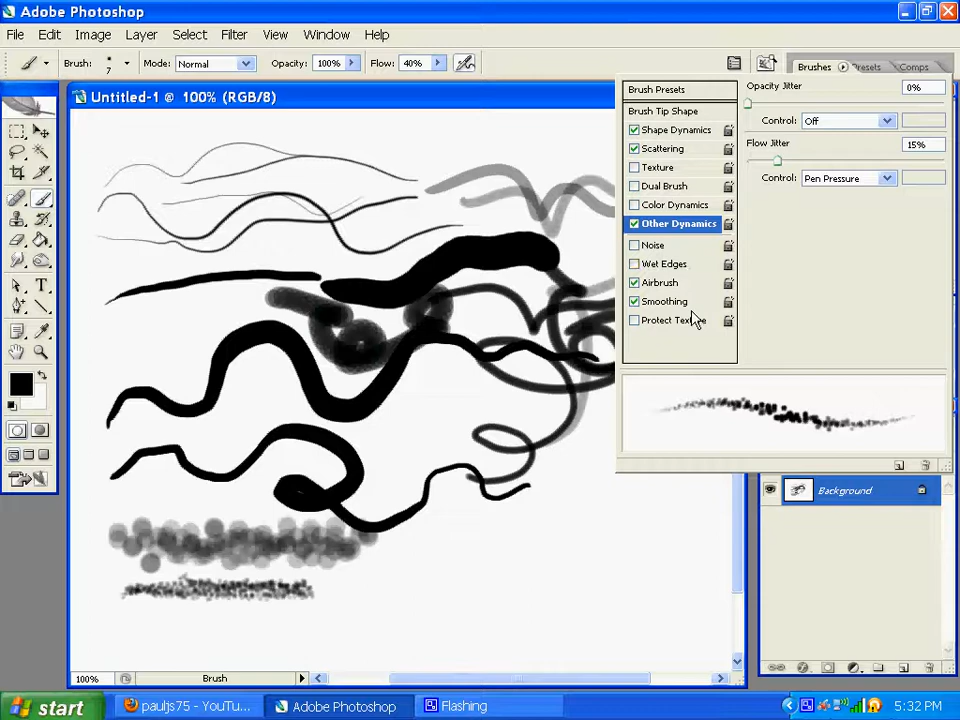 Adobe Photoshop
File Edit Image Layer Select Filter View Window Help
Brush: 7 Mode: Normal Opacity: 100% Flow: 40%
Brushes Presets Comps
Untitled-1 @ 100% (RGB/8)
Brush Presets
Brush Tip Shape
Shape Dynamics
Scattering
Texture
Dual Brush
Color Dynamics
Other Dynamics
Noise
Wet Edges
Airbrush
Smoothing
Protect Texture
Opacity Jitter 0%
Control: Off
Flow Jitter 15%
Control: Pen Pressure
Background
100% Brush
start pauljs75 - YouTu... Adobe Photoshop Flashing 5:32 PM